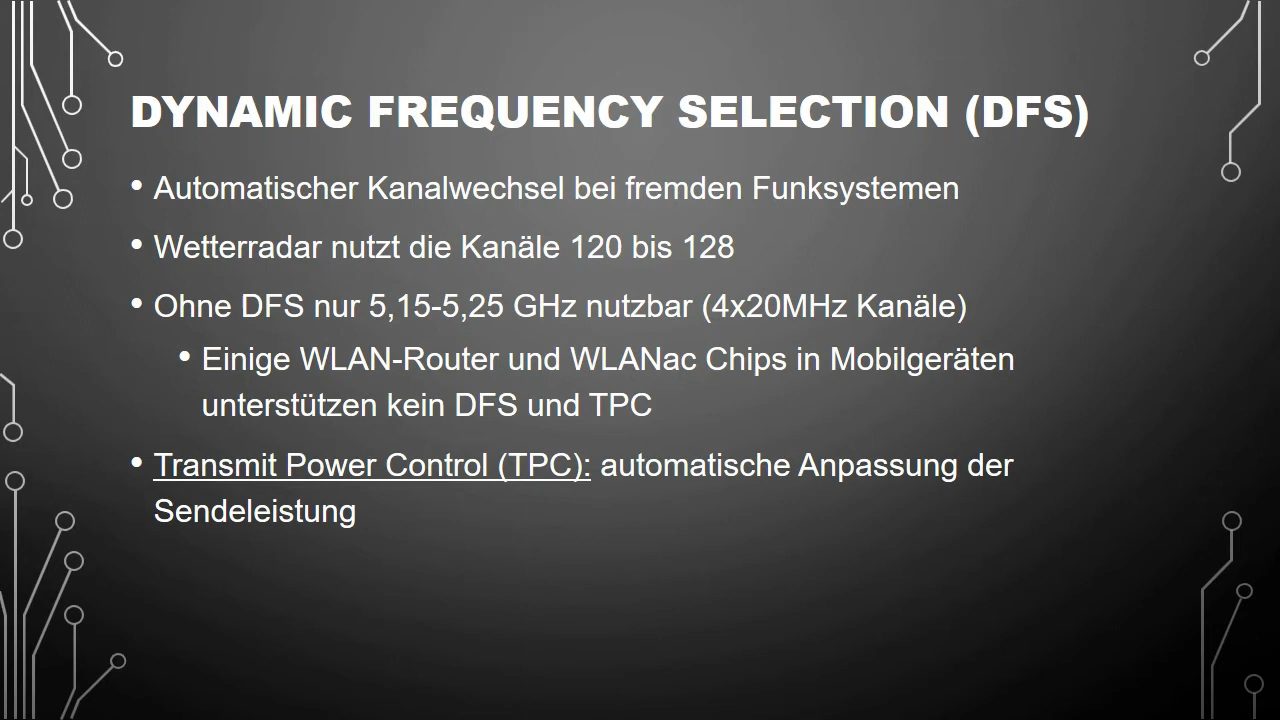 DYNAMIC FREQUENCY SELECTION (DFS)
• Automatischer Kanalwechsel bei fremden Funksystemen
• Wetterradar nutzt die Kanäle 120 bis 128
• Ohne DFS nur 5,15-5,25 GHz nutzbar (4x20MHz Kanäle)
• Einige WLAN-Router und WLANac Chips in Mobilgeräten
unterstützen kein DFS und TPC
• Transmit Power Control (TPC): automatische Anpassung der
Sendeleistung